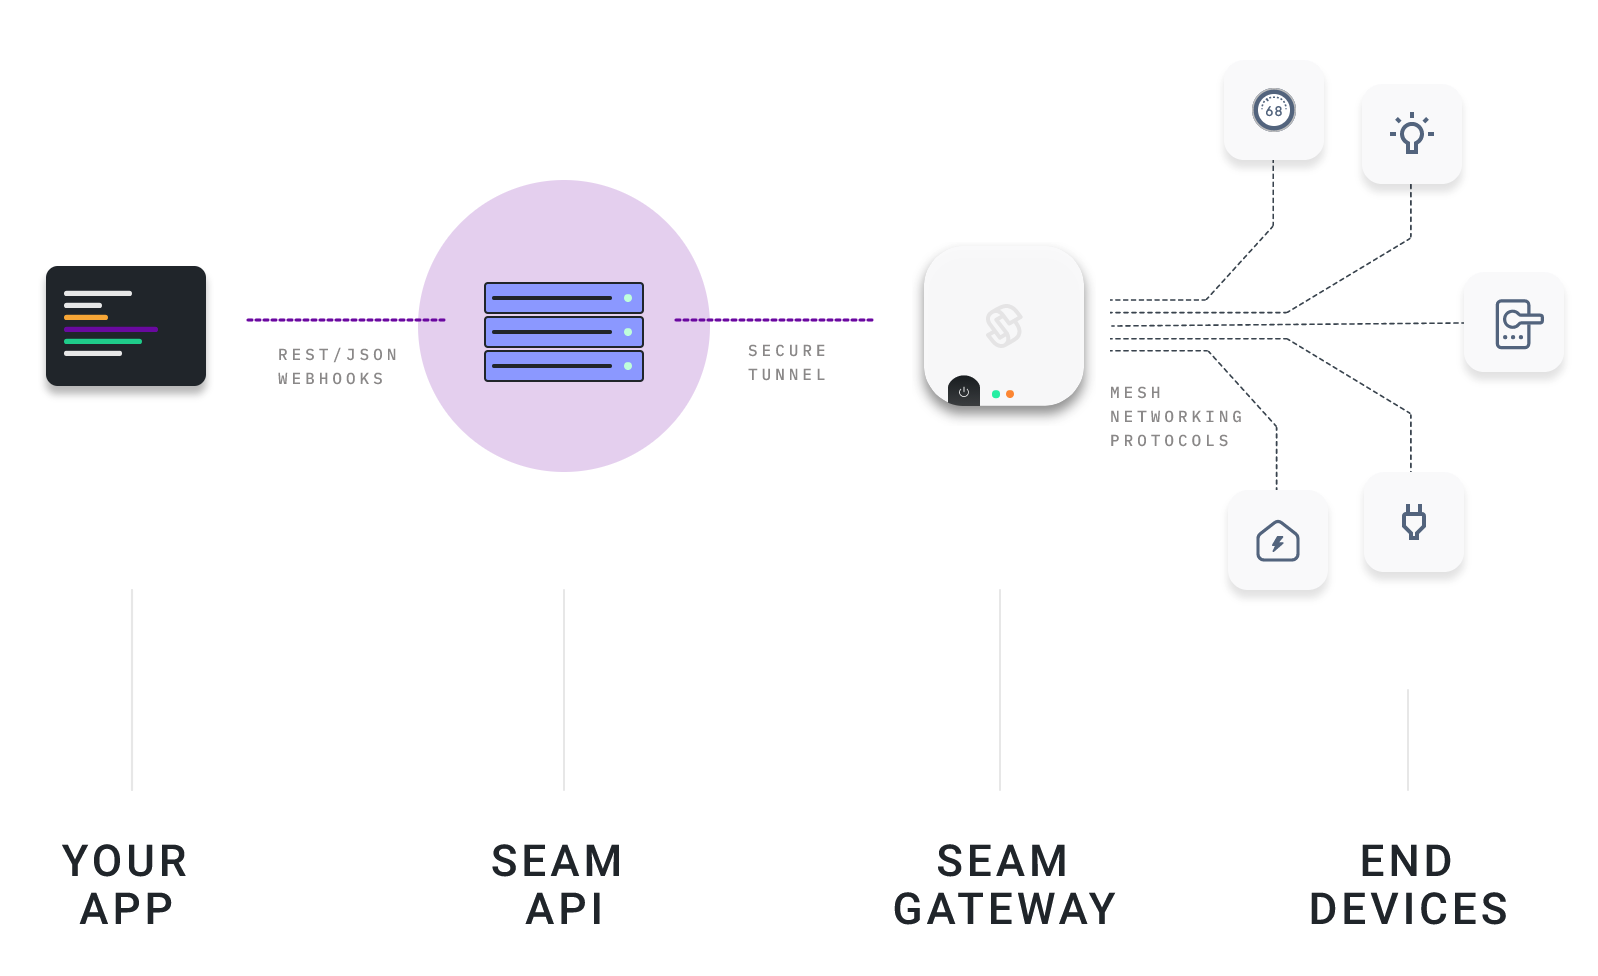 68
REST/JSON
WEBHOOKS
SECURE
TUNNEL
MESH
NETWORKING
PROTOCOLS
YOUR
APP
SEAM
API
SEAM
GATEWAY
END
DEVICES